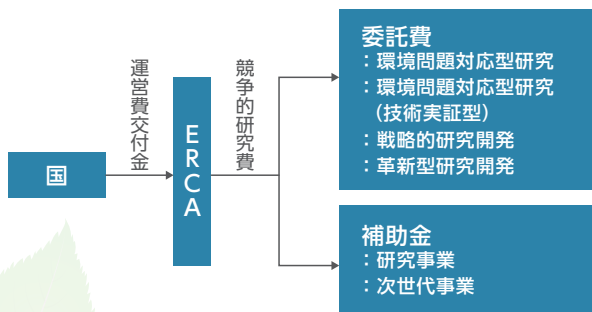 国
運営費交付金
ERCA
競争的研究費
委託費
：環境問題対応型研究
：環境問題対応型研究
（技術実証型）
：戦略的研究開発
：革新型研究開発
補助金
：研究事業
：次世代事業